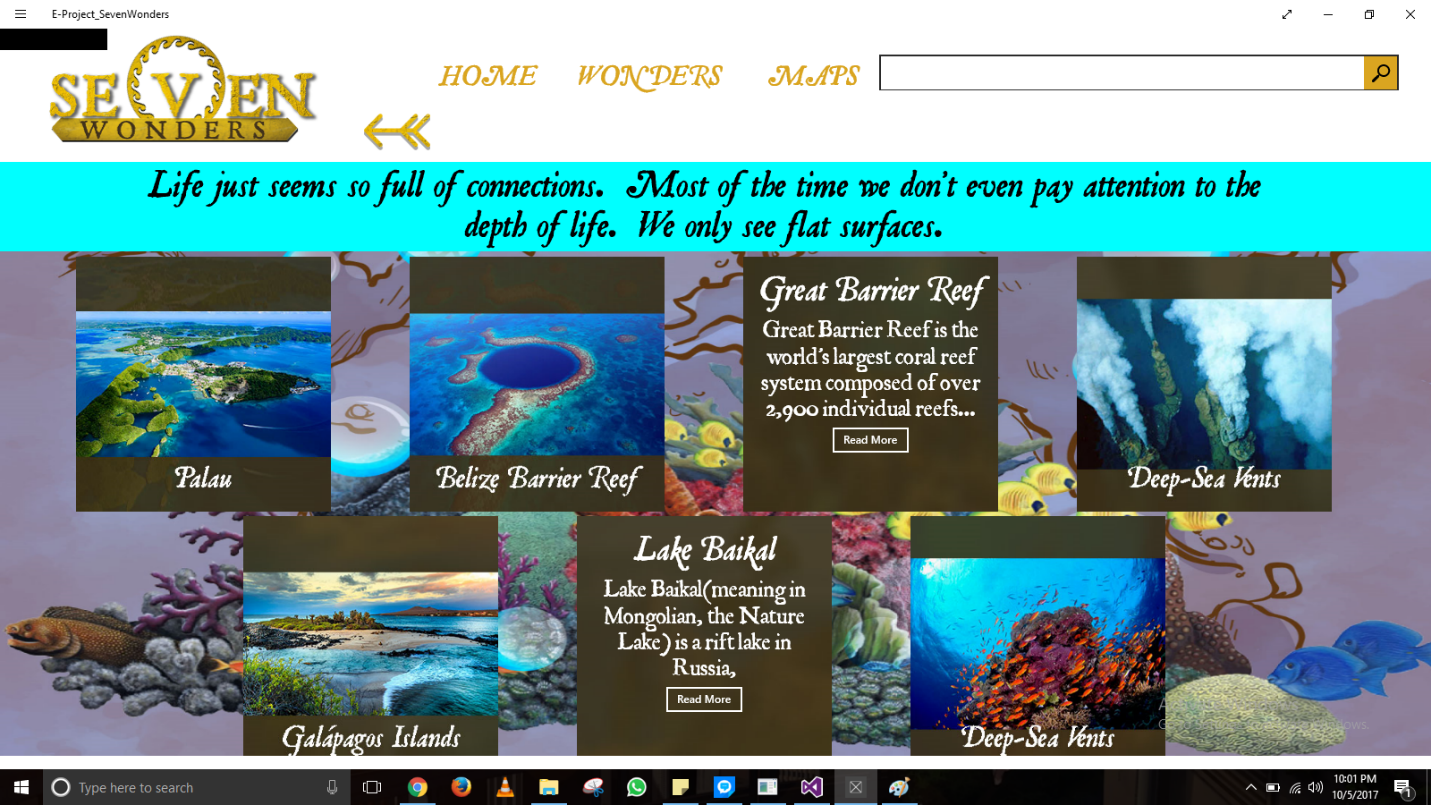 E-Project_SevenWonders
SEVEN
WONDERS
HOME WONDERS MAPS
Life just seems so full of connections. Most of the time we don't even pay attention to the
depth of life. We only see flat surfaces.
Palau
Belize Barrier Reef
Great Barrier Reef
Great Barrier Reef is the
world's largest coral reef
system composed of over
2,900 individual reefs...
Read More
Deep-Sea Vents
Galápagos Islands
Lake Baikal
Lake Baikal(meaning in
Mongolian, the Nature
Lake) is a rift lake in
Russia,
Read More
Deep-Sea Vents
Type here to search
10:01 PM
10/5/2017
1